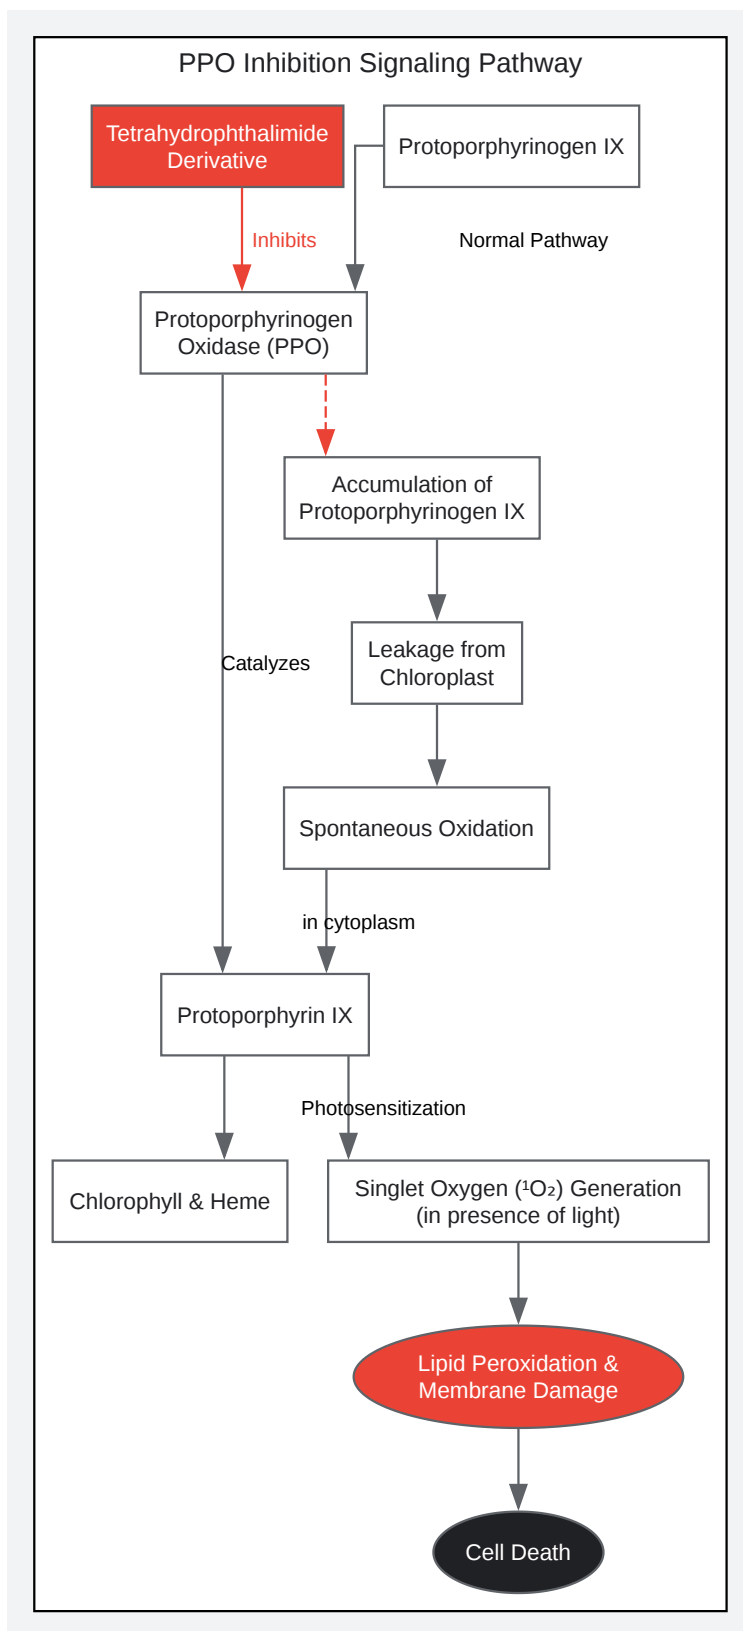 PPO Inhibition Signaling Pathway
Tetrahydrophthalimide
Derivative
Protoporphyrinogen IX
Inhibits
Normal Pathway
Protoporphyrinogen
Oxidase (PPO)
Accumulation of
Protoporphyrinogen IX
Leakage from
Chloroplast
Catalyzes
Spontaneous Oxidation
in cytoplasm
Protoporphyrin IX
Photosensitization
Chlorophyll & Heme
Singlet Oxygen (¹O₂) Generation
(in presence of light)
Lipid Peroxidation &
Membrane Damage
Cell Death